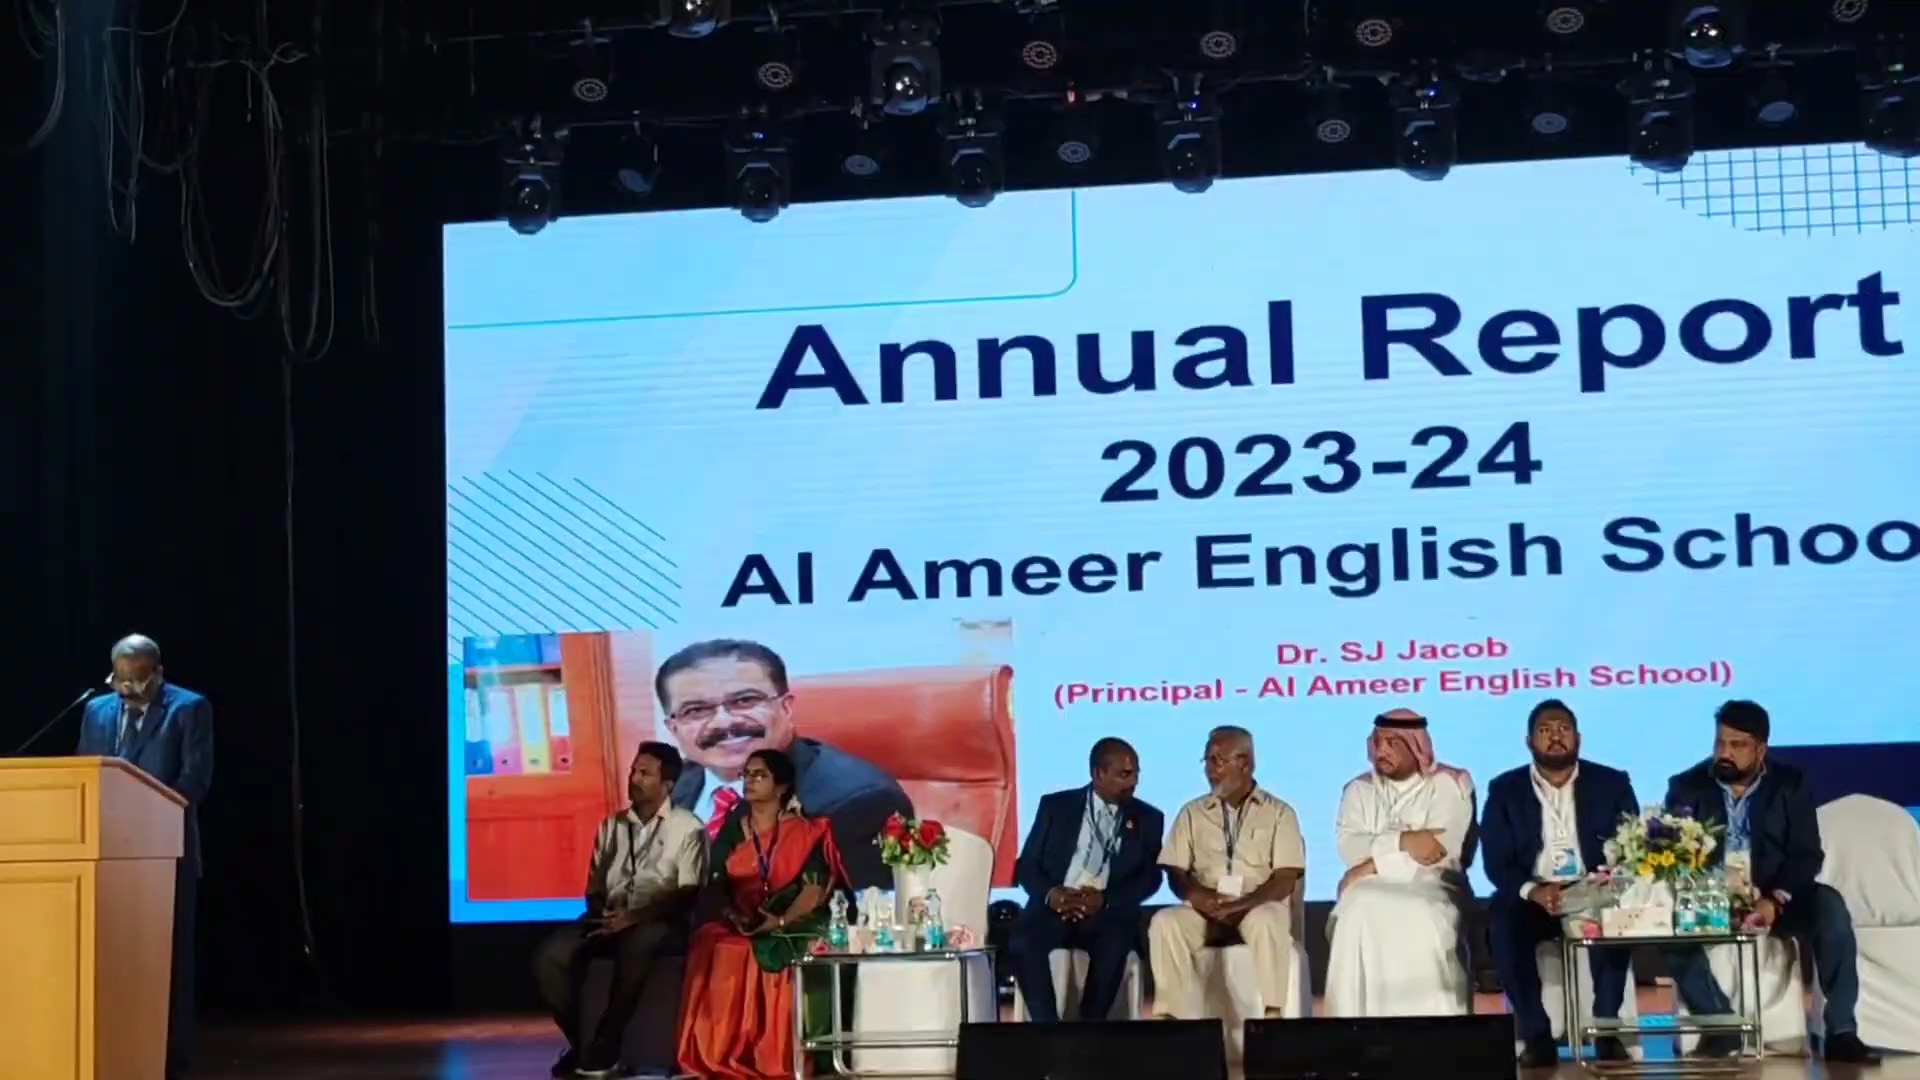 Annual Report
2023-24
Al Ameer English Schoo
Dr. SJ Jacob
(Principal - Al Ameer English School)